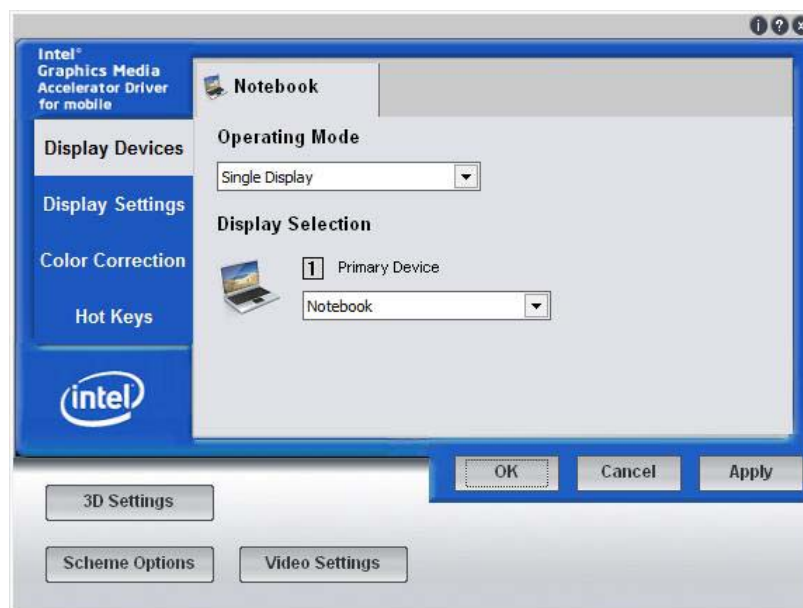 Intel®
Graphics Media
Accelerator Driver
for mobile
Notebook
Display Devices
Display Settings
Color Correction
Hot Keys
Operating Mode
Single Display
Display Selection
1 Primary Device
Notebook
intel
OK Cancel Apply
3D Settings
Scheme Options Video Settings